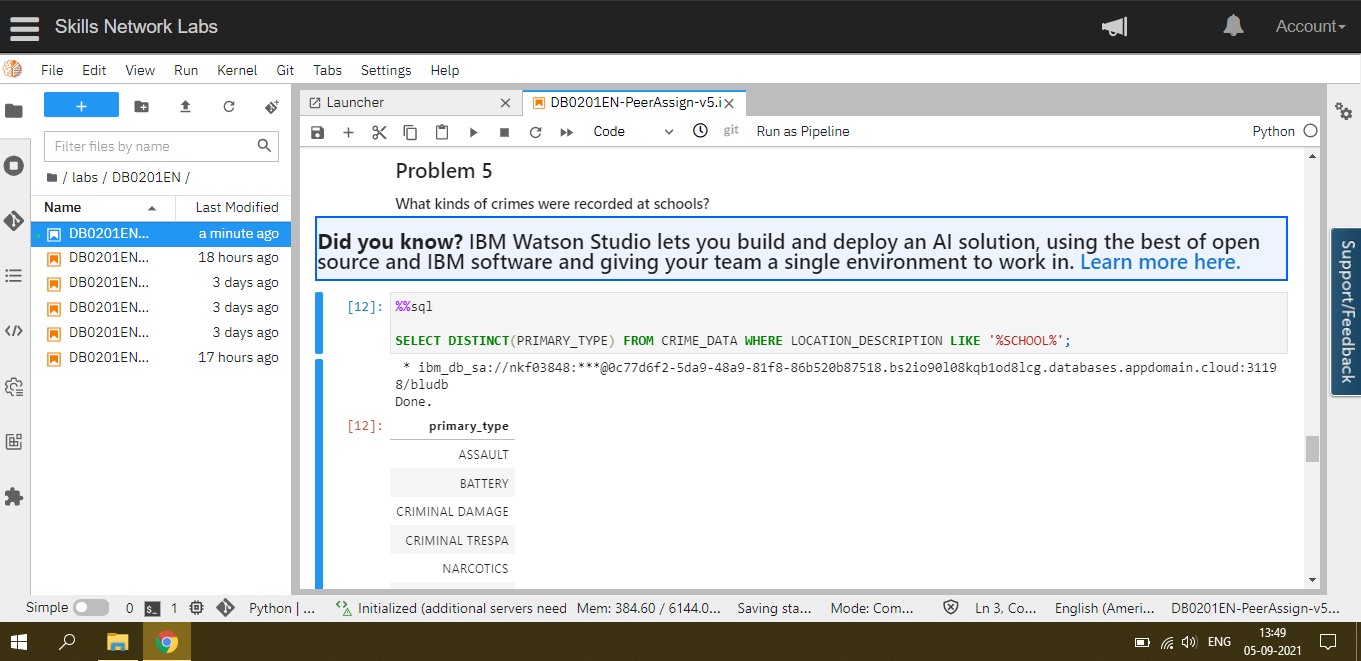 Skills Network Labs
Account
File Edit View Run Kernel Git Tabs Settings Help
+
Filter files by name
/ labs / DB0201EN /
Name Last Modified
DB0201EN... a minute ago
DB0201EN... 18 hours ago
DB0201EN... 3 days ago
DB0201EN... 3 days ago
DB0201EN... 3 days ago
DB0201EN... 17 hours ago
Launcher
DB0201EN-PeerAssign-v5.i
Code
git
Run as Pipeline
Python
Problem 5
What kinds of crimes were recorded at schools?
Did you know? IBM Watson Studio lets you build and deploy an AI solution, using the best of open
source and IBM software and giving your team a single environment to work in. Learn more here.
[12]: %%sql
SELECT DISTINCT(PRIMARY_TYPE) FROM CRIME_DATA WHERE LOCATION_DESCRIPTION LIKE '%SCHOOL%';
* ibm_db_sa://nkf03848:***@0c77d6f2-5da9-48a9-81f8-86b520b87518.bs2io90l08kqb1od8lcg.databases.appdomain.cloud:3119
8/bludb
Done.
[12]: primary_type
ASSAULT
BATTERY
CRIMINAL DAMAGE
CRIMINAL TRESPA
NARCOTICS
Support/Feedback
Simple 0 $_ 1 Python | ... Initialized (additional servers need Mem: 384.60 / 6144.0... Saving sta... Mode: Com... Ln 3, Co... English (Ameri... DB0201EN-PeerAssign-v5...
ENG
13:49
05-09-2021